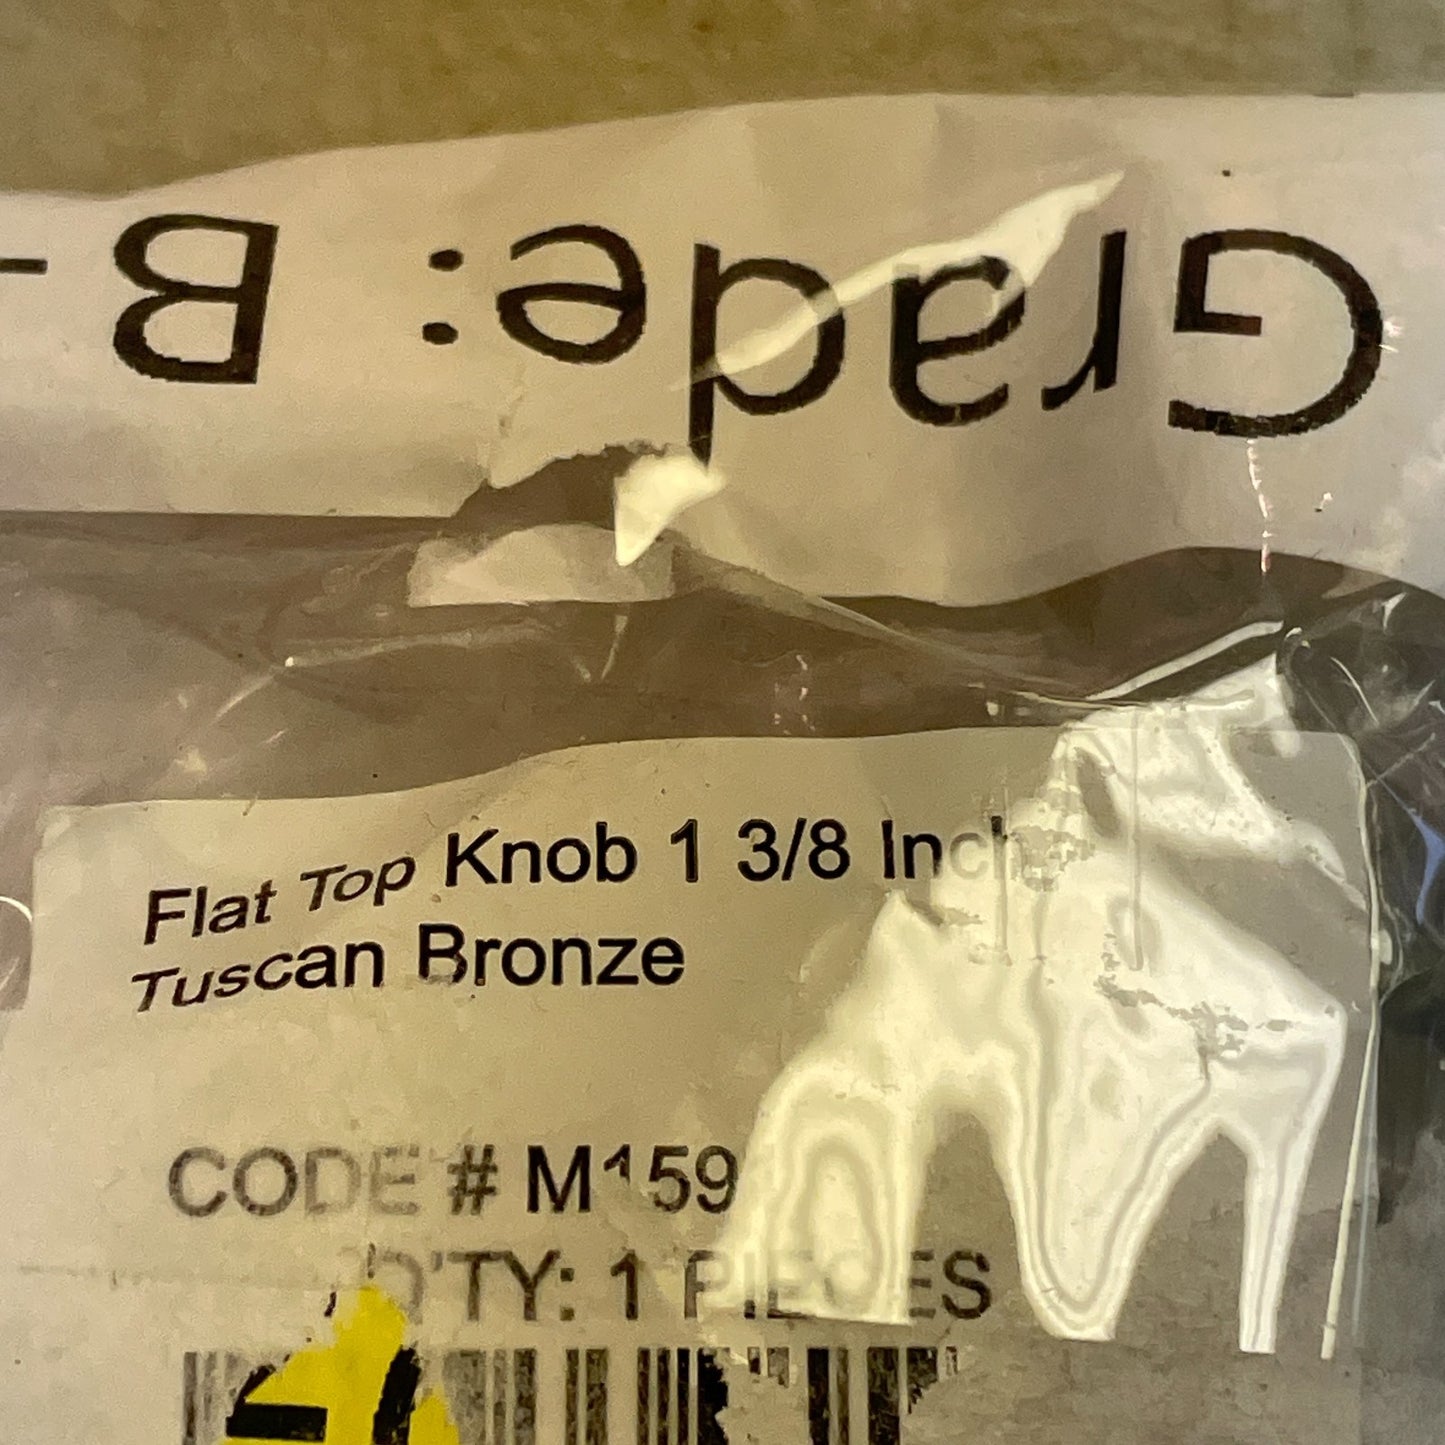 Grade: B -
Flat Top Knob 1 3/8 Inch
Tuscan Bronze
CODE # M159
Q'TY: 1 PIECES